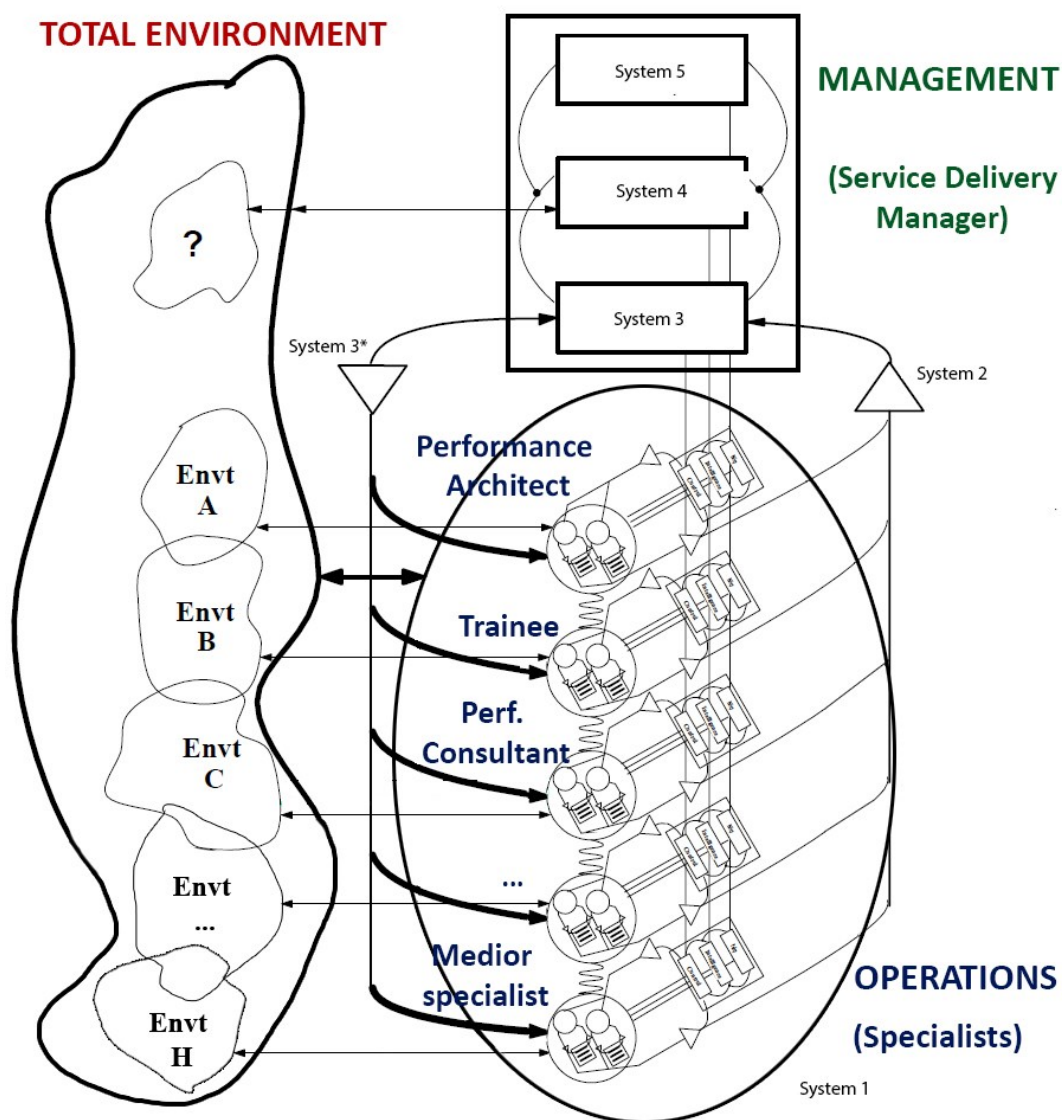 TOTAL ENVIRONMENT
System 5
MANAGEMENT
System 4
(Service Delivery
Manager)
?
System 3
System 3*
System 2
Performance
Architect
Envt
A
Trainee
Envt
B
Perf.
Consultant
Envt
C
...
Envt
...
Medior
specialist
OPERATIONS
(Specialists)
Envt
H
System 1